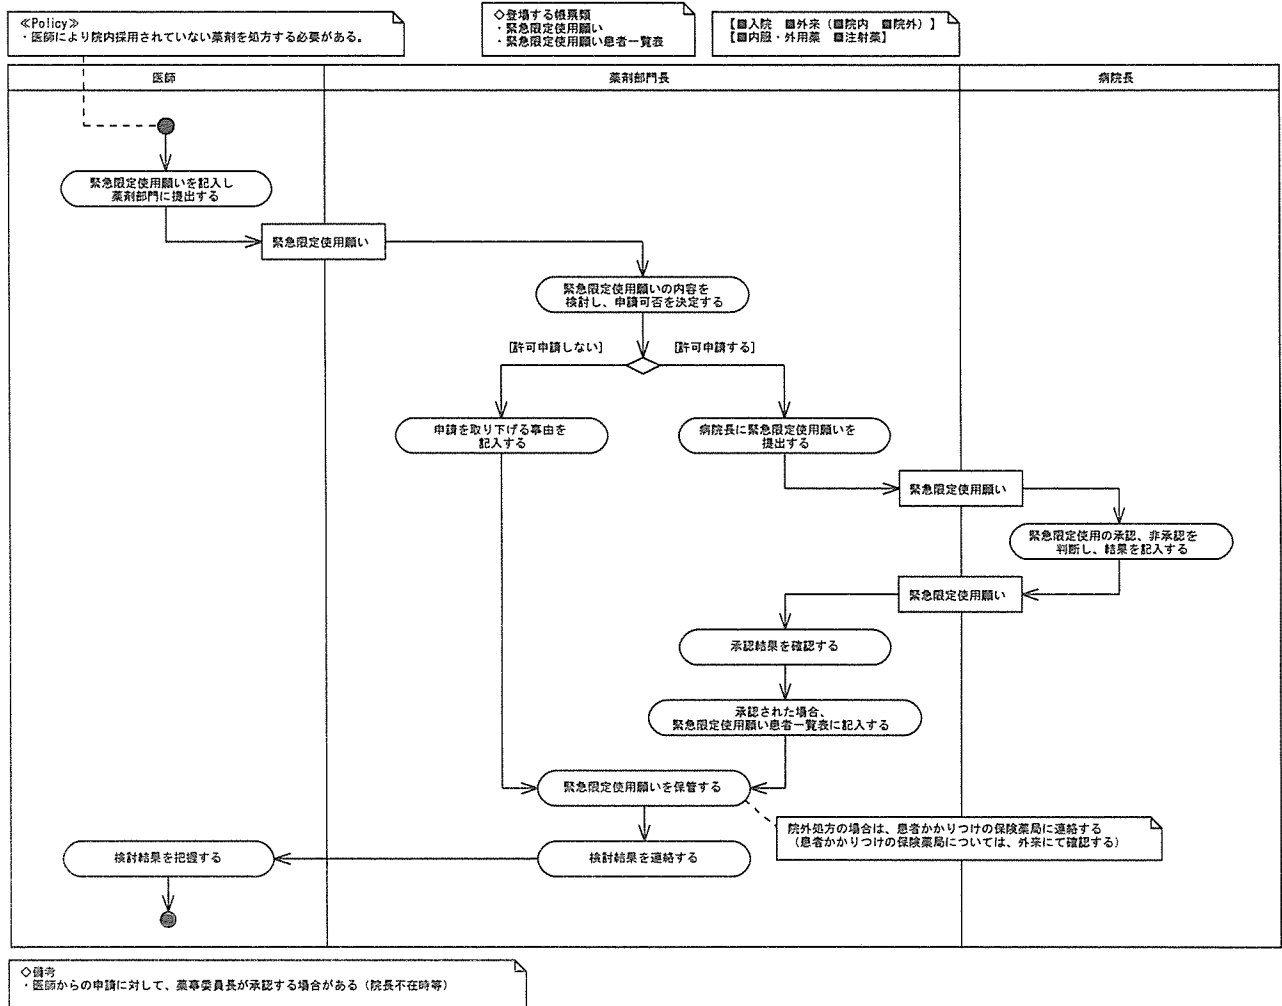 ≪Policy≫
・医師により院内採用されていない薬剤を処方する必要がある。
◇登場する帳票類
・緊急限定使用願い
・緊急限定使用願い患者一覧表
【■入院　■外来（■院内　■院外）】
【■内服・外用薬　■注射薬】
医師
薬剤部門長
病院長
緊急限定使用願いを記入し
薬剤部門に提出する
緊急限定使用願い
緊急限定使用願いの内容を
検討し、申請可否を決定する
[許可申請しない]
[許可申請する]
申請を取り下げる事由を
記入する
病院長に緊急限定使用願いを
提出する
緊急限定使用願い
緊急限定使用の承認、非承認を
判断し、結果を記入する
緊急限定使用願い
承認結果を確認する
承認された場合、
緊急限定使用願い患者一覧表に記入する
緊急限定使用願いを保管する
院外処方の場合は、患者かかりつけの保険薬局に連絡する
（患者かかりつけの保険薬局については、外来にて確認する）
検討結果を把握する
検討結果を連絡する
◇備考
・医師からの申請に対して、薬事委員長が承認する場合がある（院長不在時等）